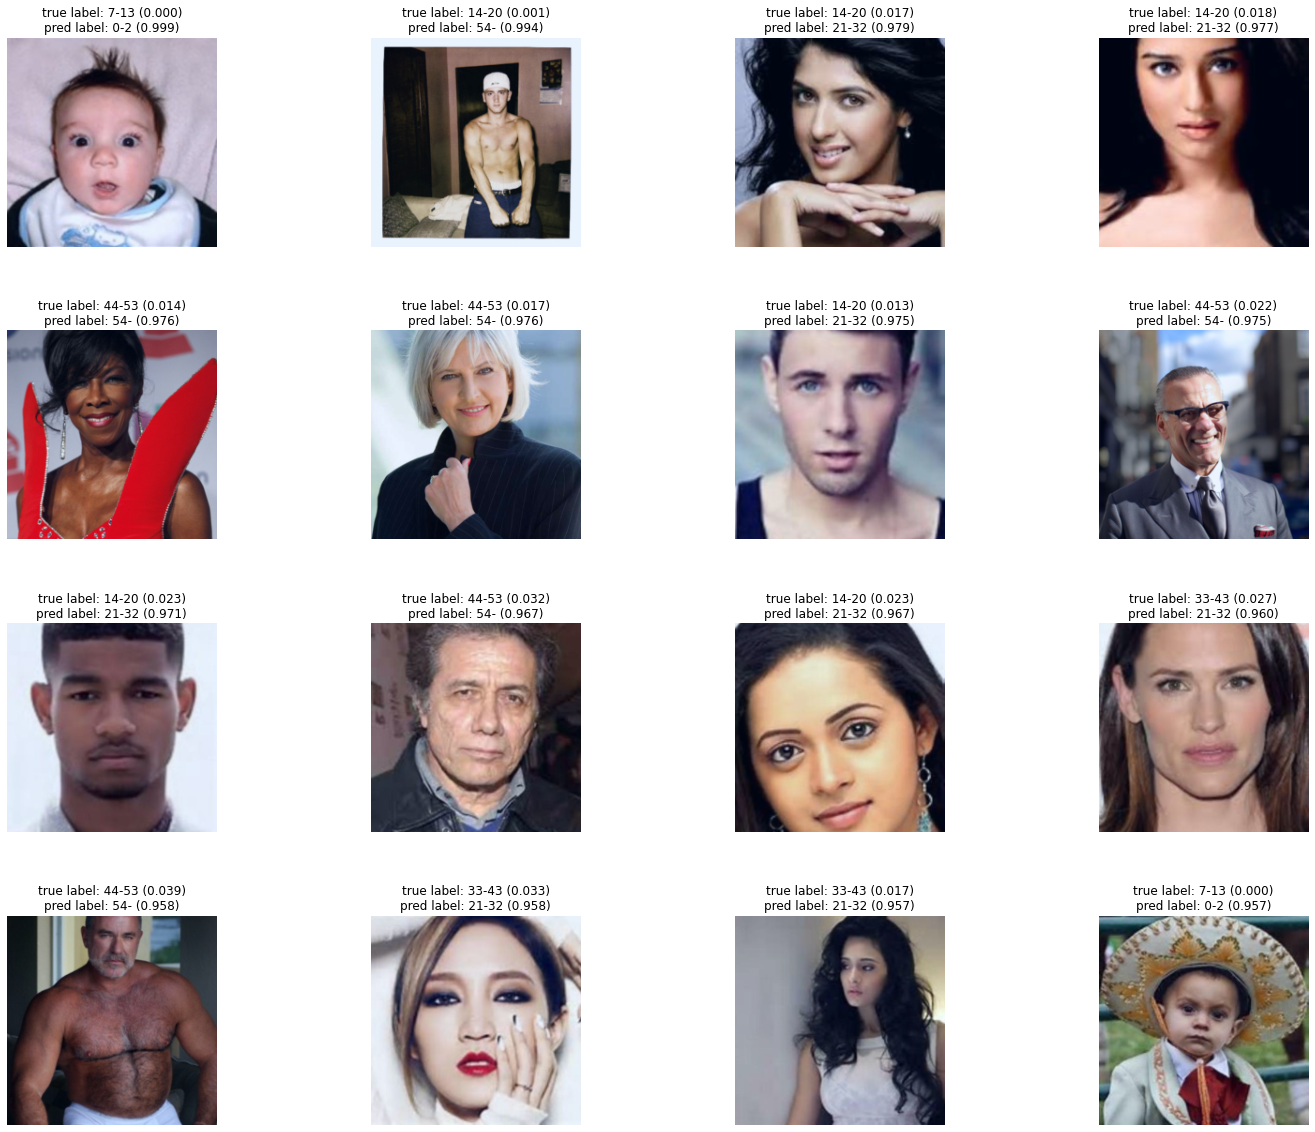 true label: 7-13 (0.000)
pred label: 0-2 (0.999)
true label: 14-20 (0.001)
pred label: 54- (0.994)
true label: 14-20 (0.017)
pred label: 21-32 (0.979)
true label: 14-20 (0.018)
pred label: 21-32 (0.977)
true label: 44-53 (0.014)
pred label: 54- (0.976)
true label: 44-53 (0.017)
pred label: 54- (0.976)
true label: 14-20 (0.013)
pred label: 21-32 (0.975)
true label: 44-53 (0.022)
pred label: 54- (0.975)
true label: 14-20 (0.023)
pred label: 21-32 (0.971)
true label: 44-53 (0.032)
pred label: 54- (0.967)
true label: 14-20 (0.023)
pred label: 21-32 (0.967)
true label: 33-43 (0.027)
pred label: 21-32 (0.960)
true label: 44-53 (0.039)
pred label: 54- (0.958)
true label: 33-43 (0.033)
pred label: 21-32 (0.958)
true label: 33-43 (0.017)
pred label: 21-32 (0.957)
true label: 7-13 (0.000)
pred label: 0-2 (0.957)